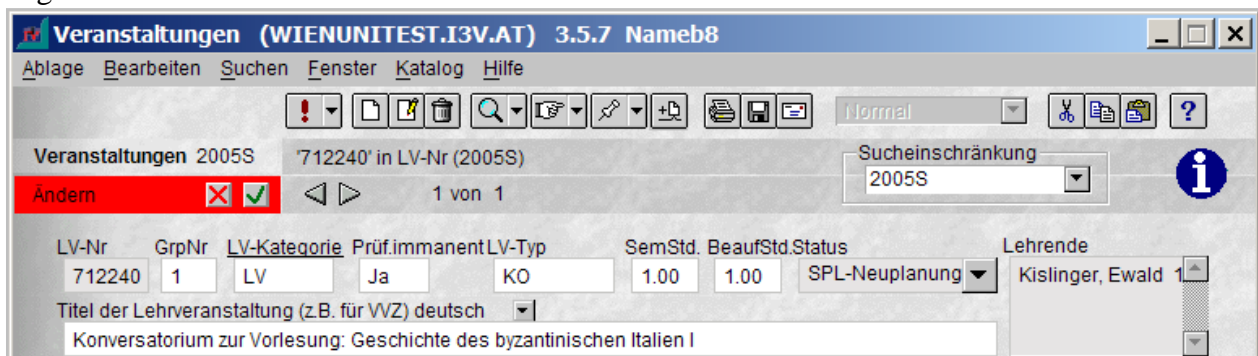 Veranstaltungen (WIENUNITEST.I3V.AT) 3.5.7 Nameb8
Ablage Bearbeiten Suchen Fenster Katalog Hilfe
Normal
Veranstaltungen 2005S '712240' in LV-Nr (2005S) Sucheinschränkung
2005S
Ändern 1 von 1
LV-Nr GrpNr LV-Kategorie Prüf.immanent LV-Typ SemStd. BeaufStd. Status Lehrende
712240 1 LV Ja KO 1.00 1.00 SPL-Neuplanung Kislinger, Ewald 1
Titel der Lehrveranstaltung (z.B. für VVZ) deutsch
Konversatorium zur Vorlesung: Geschichte des byzantinischen Italien I